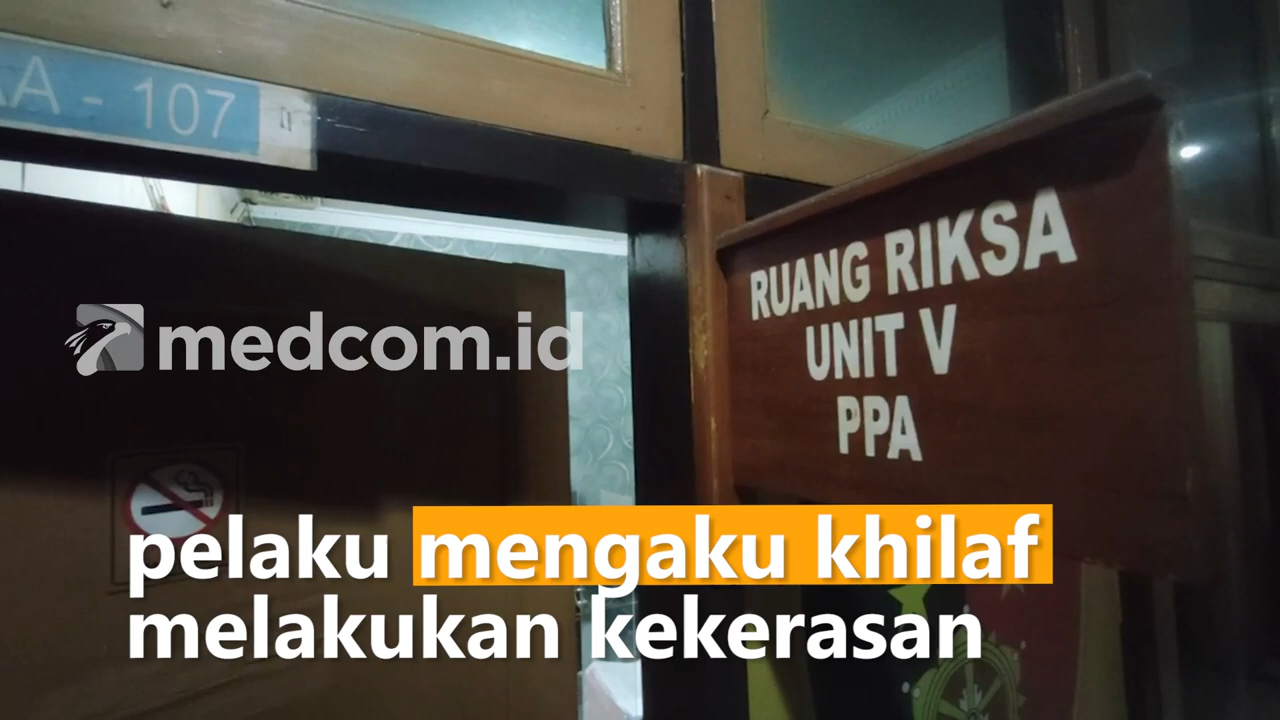 AA - 107
RUANG RIKSA
UNIT V
PPA
medcom.id
pelaku mengaku khilaf
melakukan kekerasan